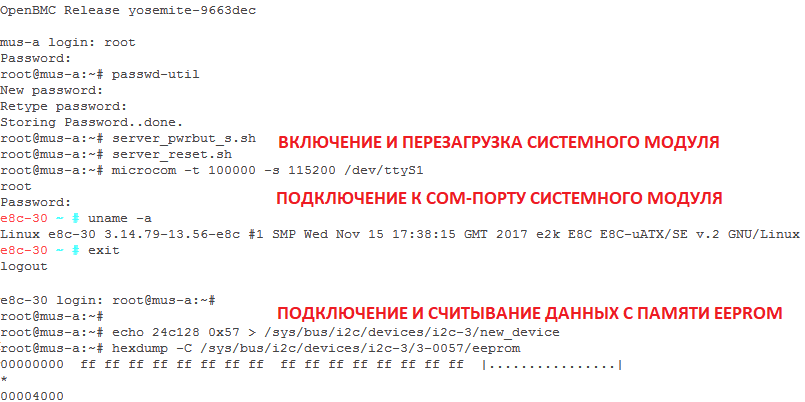 OpenBMC Release yosemite-9663dec
mus-a login: root
Password:
root@mus-a:~# passwd-util
New password:
Retype password:
Storing Password..done.
root@mus-a:~# server_pwrbut_s.sh
ВКЛЮЧЕНИЕ И ПЕРЕЗАГРУЗКА СИСТЕМНОГО МОДУЛЯ
root@mus-a:~# server_reset.sh
root@mus-a:~# microcom -t 100000 -s 115200 /dev/ttyS1
root
Password:
ПОДКЛЮЧЕНИЕ К COM-ПОРТУ СИСТЕМНОГО МОДУЛЯ
e8c-30 ~ # uname -a
Linux e8c-30 3.14.79-13.56-e8c #1 SMP Wed Nov 15 17:38:15 GMT 2017 e2k E8C E8C-uATX/SE v.2 GNU/Linux
e8c-30 ~ # exit
logout
e8c-30 login: root@mus-a:~#
root@mus-a:~#
ПОДКЛЮЧЕНИЕ И СЧИТЫВАНИЕ ДАННЫХ С ПАМЯТИ EEPROM
root@mus-a:~# echo 24c128 0x57 > /sys/bus/i2c/devices/i2c-3/new_device
root@mus-a:~# hexdump -C /sys/bus/i2c/devices/i2c-3/3-0057/eeprom
00000000  ff ff ff ff ff ff ff ff  ff ff ff ff ff ff ff ff  |................|
*
00004000